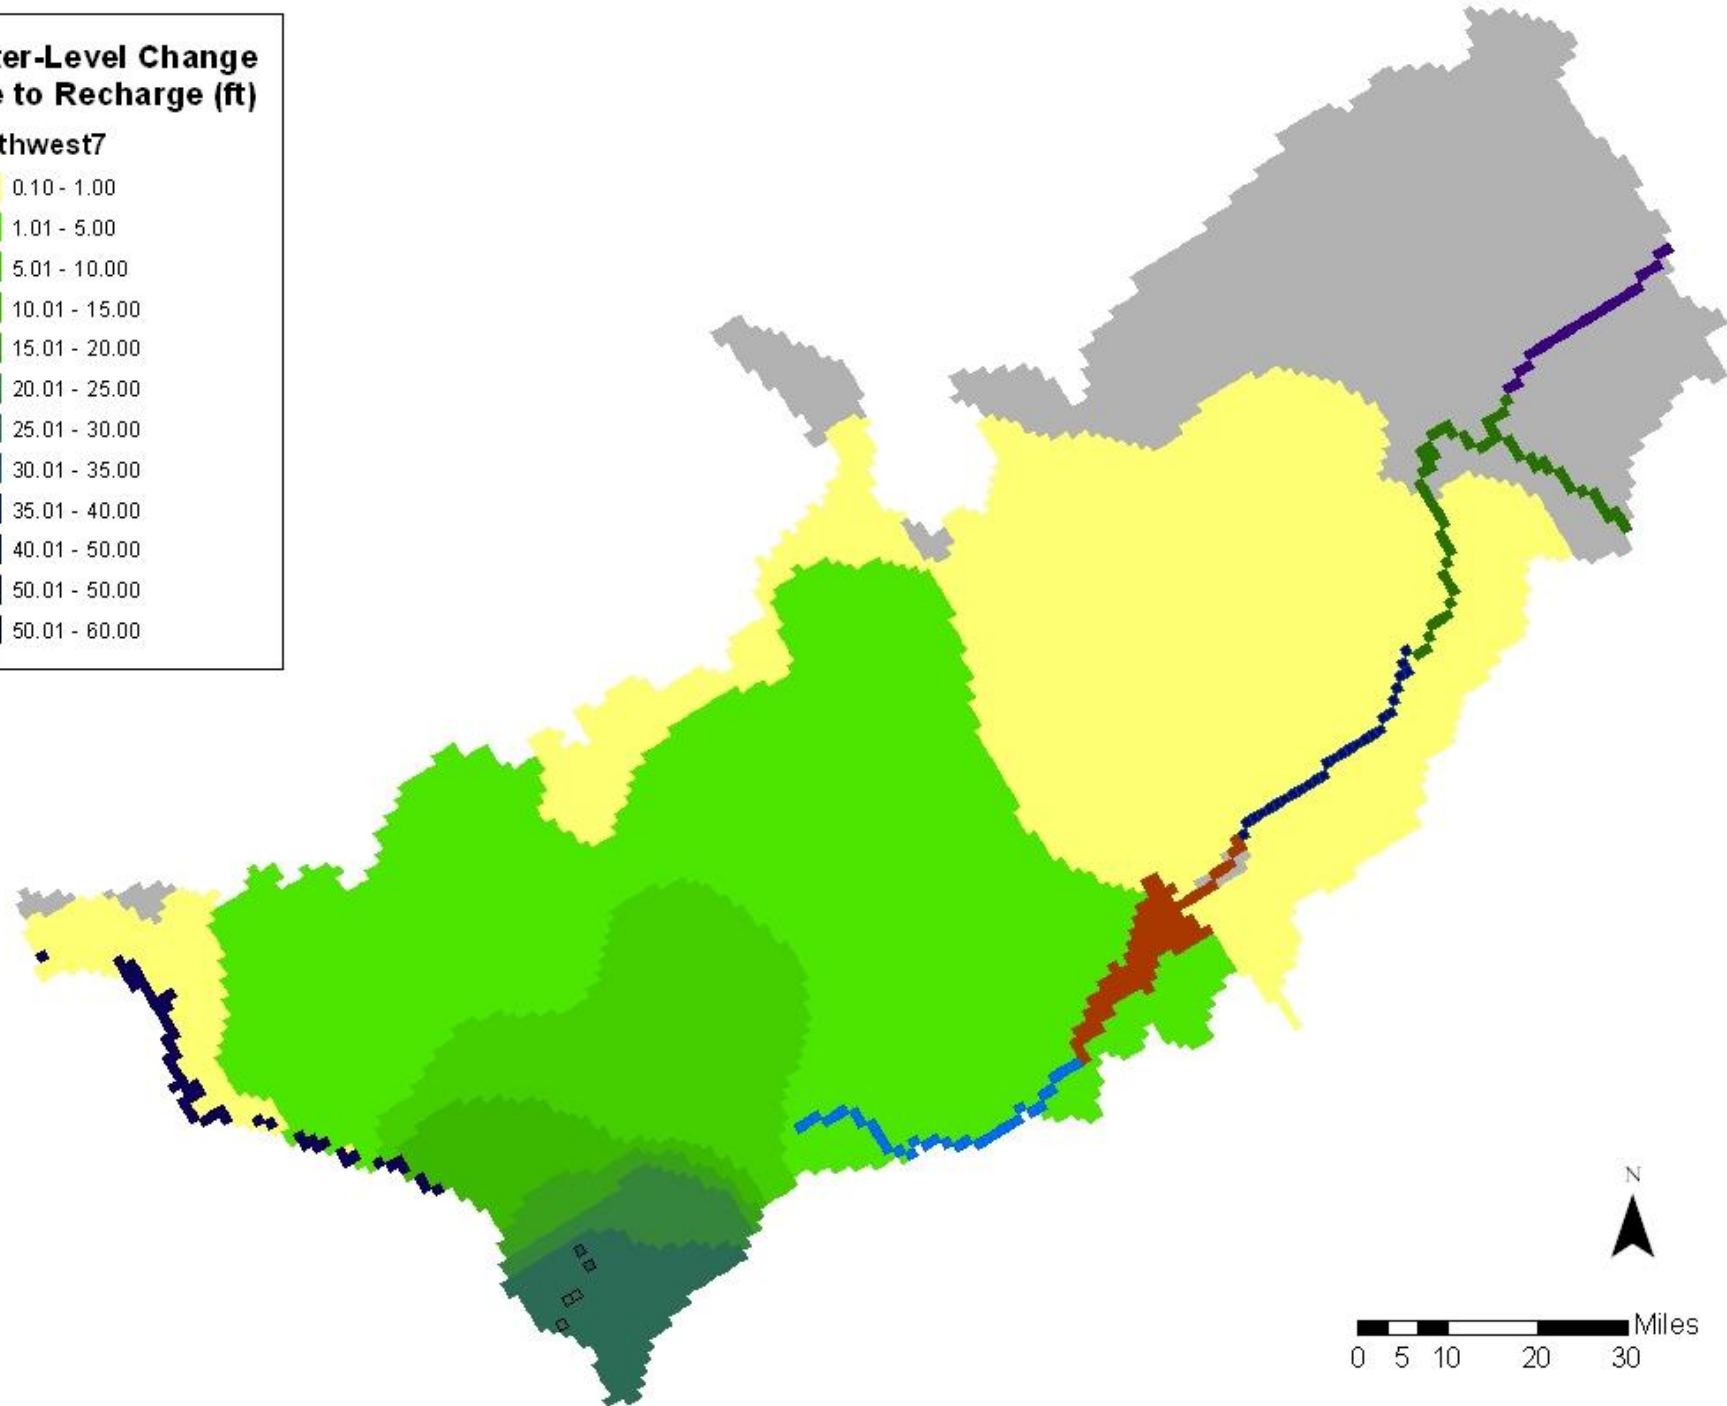 ter-Level Change
e to Recharge (ft)
thwest7
0.10 - 1.00
1.01 - 5.00
5.01 - 10.00
10.01 - 15.00
15.01 - 20.00
20.01 - 25.00
25.01 - 30.00
30.01 - 35.00
35.01 - 40.00
40.01 - 50.00
50.01 - 50.00
50.01 - 60.00
N
Miles
0 5 10 20 30